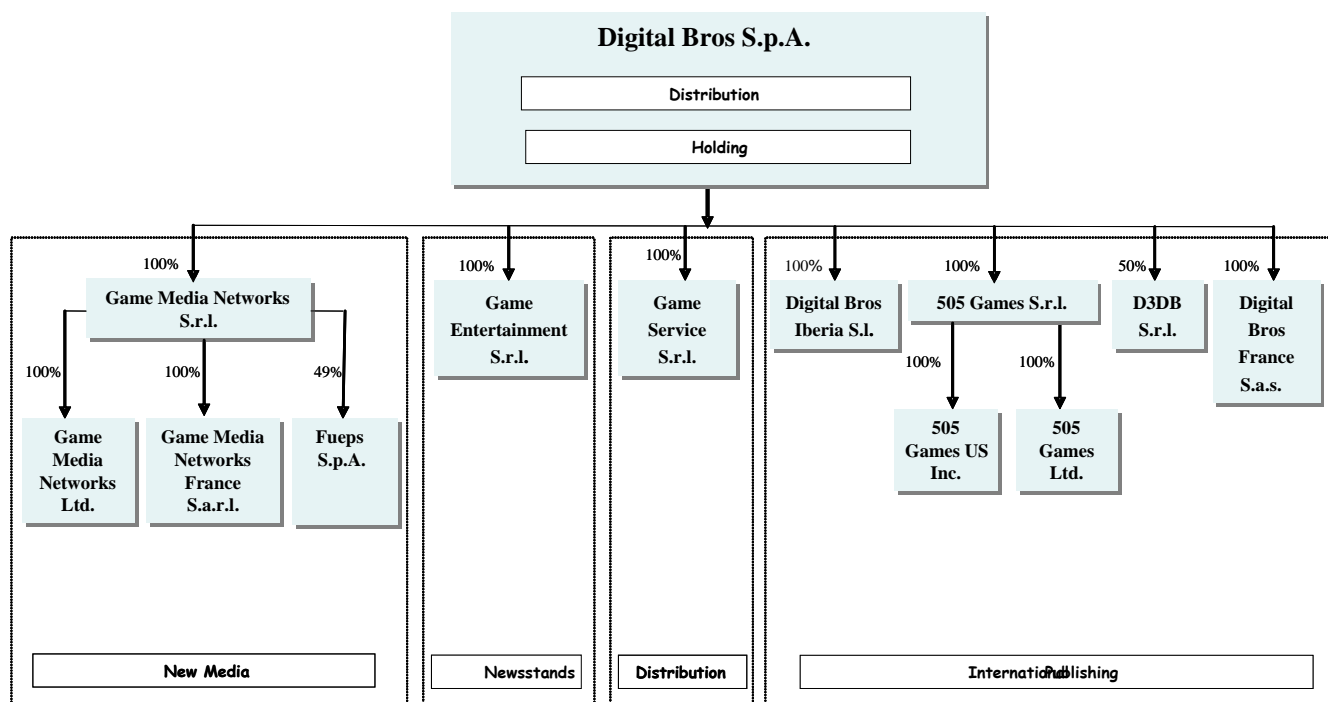 Digital Bros S.p.A.
Distribution
Holding
100%
Game Media Networks
S.r.l.
100%
Game
Media
Networks
Ltd.
100%
Game Media
Networks
France
S.a.r.l.
49%
Fueps
S.p.A.
New Media
100%
Game
Entertainment
S.r.l.
Newsstands
100%
Game
Service
S.r.l.
Distribution
100%
Digital Bros
Iberia S.l.
100%
505 Games S.r.l.
100%
505
Games US
Inc.
100%
505
Games
Ltd.
50%
D3DB
S.r.l.
100%
Digital
Bros
France
S.a.s.
International Publishing